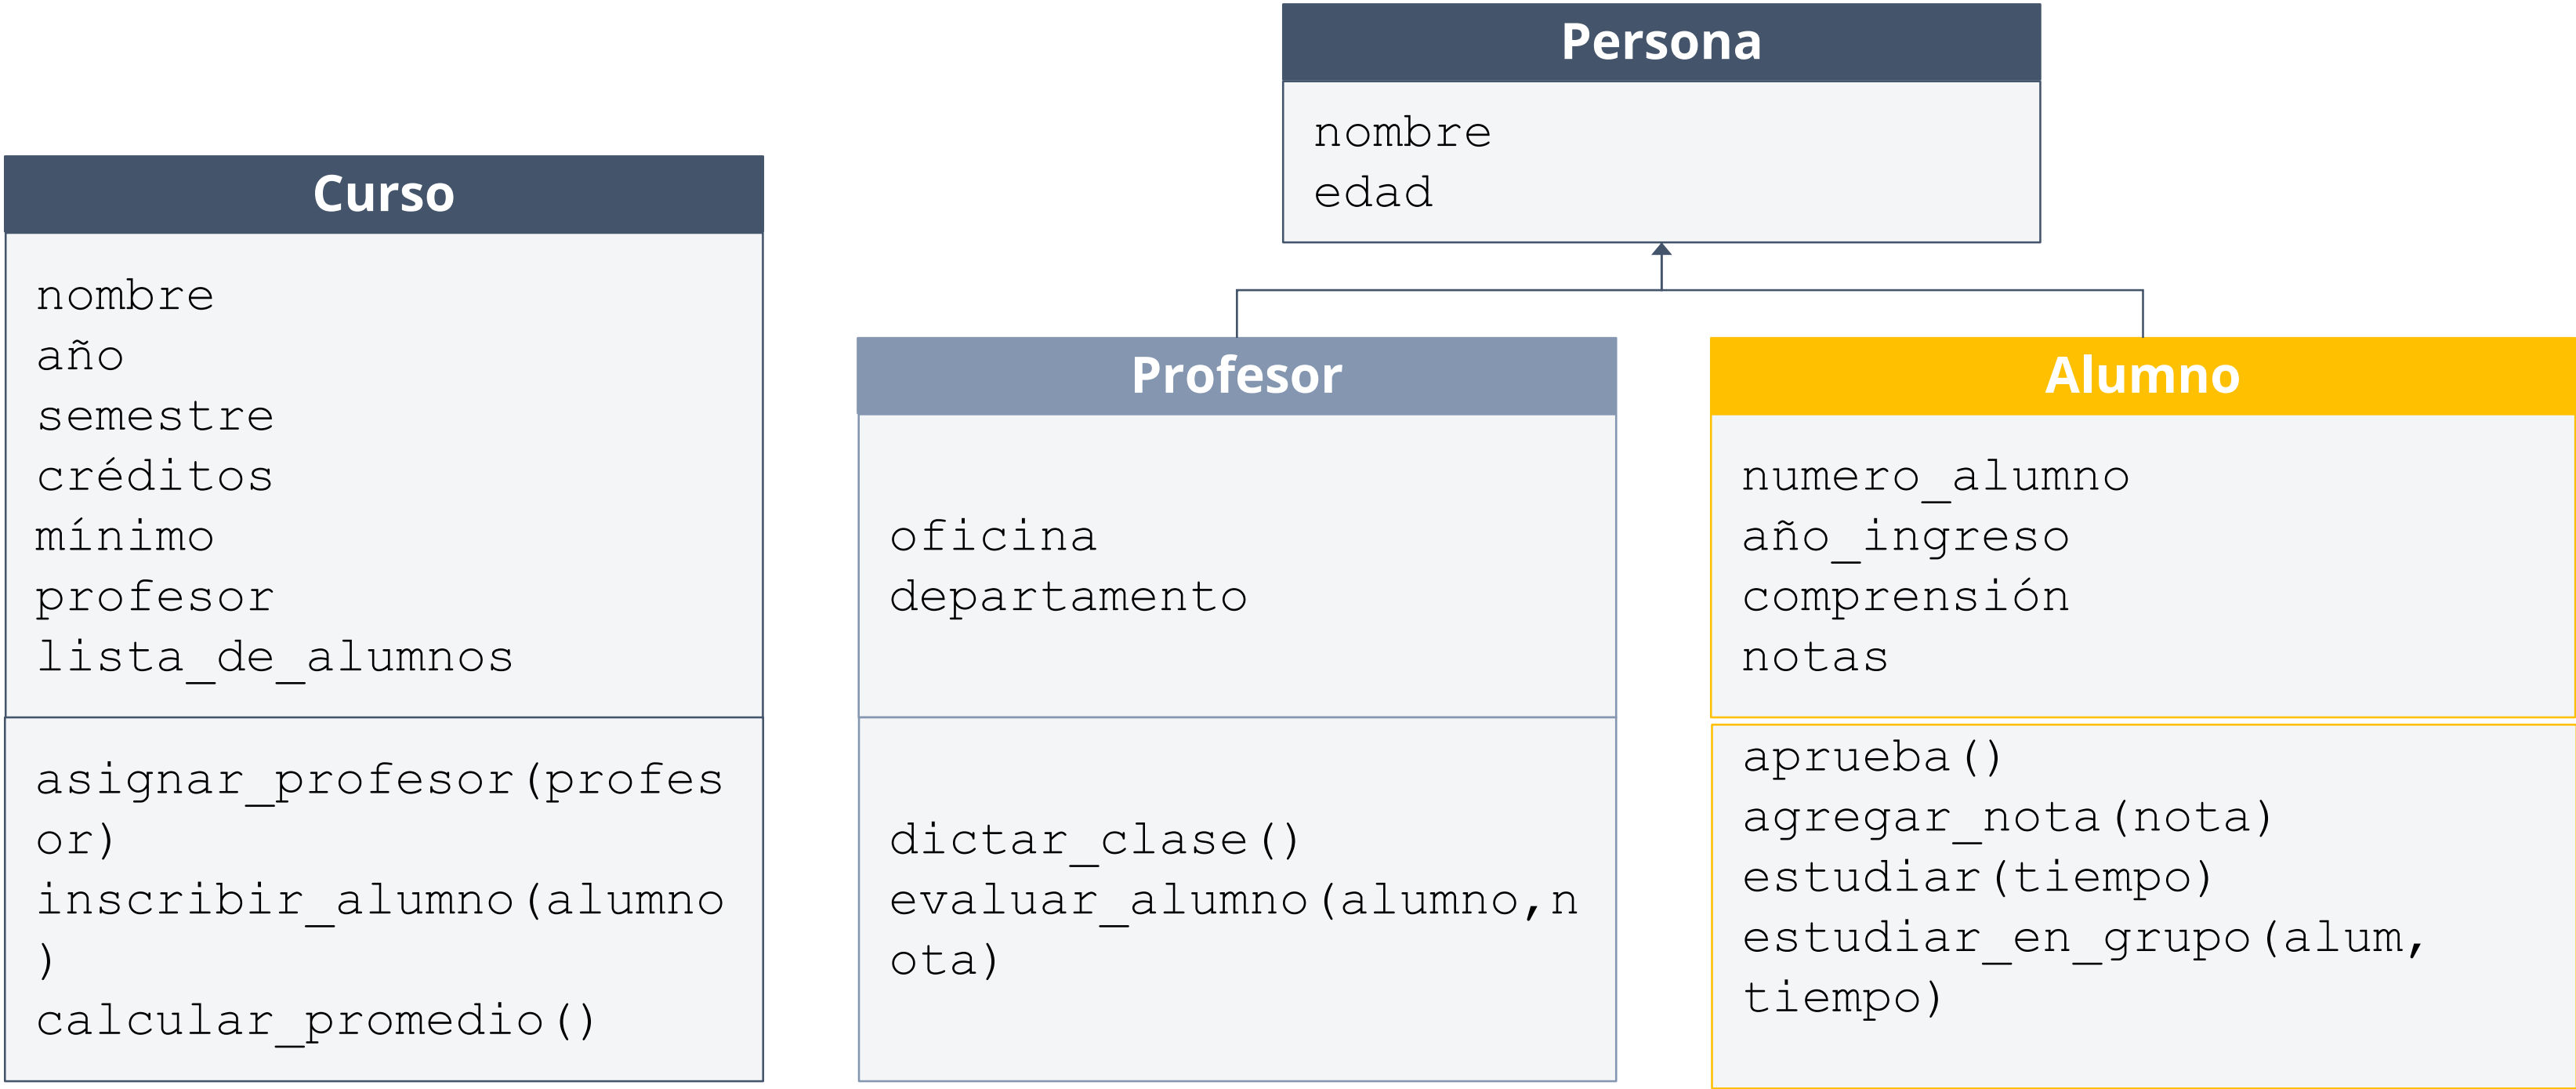 Persona
nombre
edad
Curso
nombre
año
semestre
créditos
mínimo
profesor
lista_de_alumnos
asignar_profesor(profes
or)
inscribir_alumno(alumno
)
calcular_promedio()
Profesor
oficina
departamento
dictar_clase()
evaluar_alumno(alumno,n
ota)
Alumno
numero_alumno
año_ingreso
comprensión
notas
aprueba()
agregar_nota(nota)
estudiar(tiempo)
estudiar_en_grupo(alum,
tiempo)